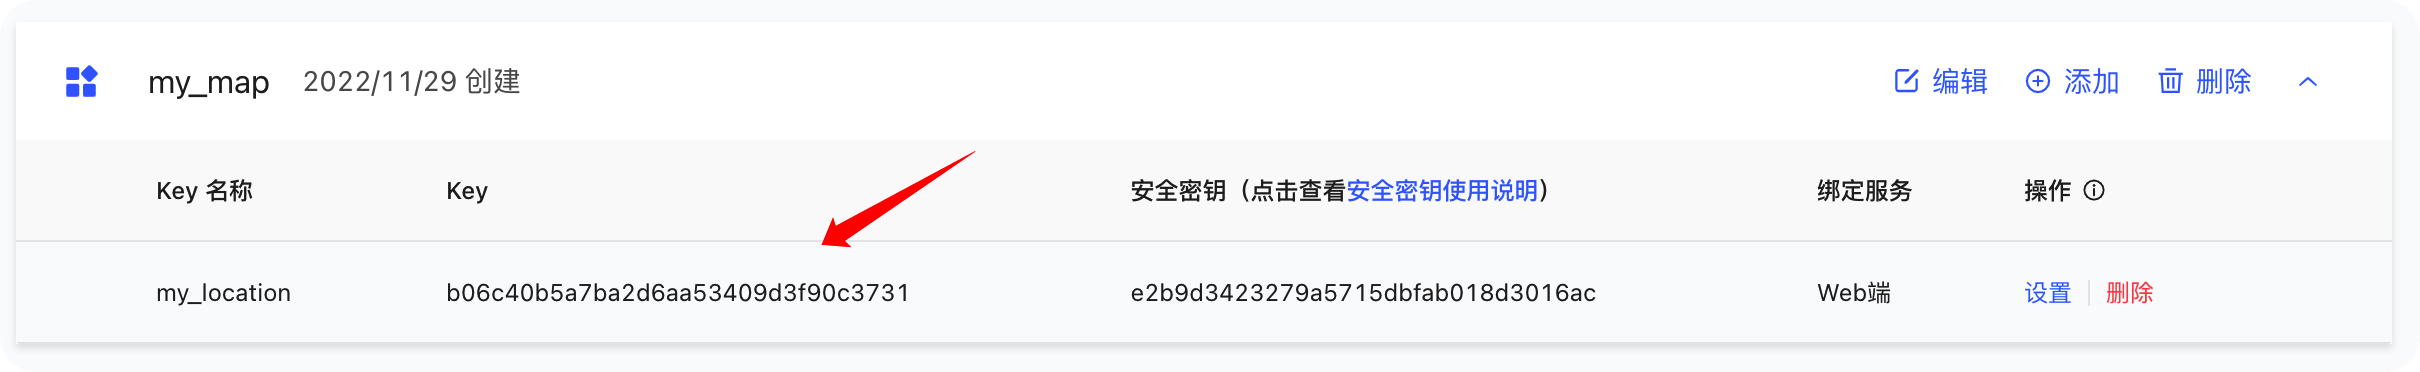 my_map 2022/11/29 创建 编辑 添加 删除
Key 名称 Key 安全密钥（点击查看安全密钥使用说明） 绑定服务 操作
my_location b06c40b5a7ba2d6aa53409d3f90c3731 e2b9d3423279a5715dbfab018d3016ac Web端 设置 删除